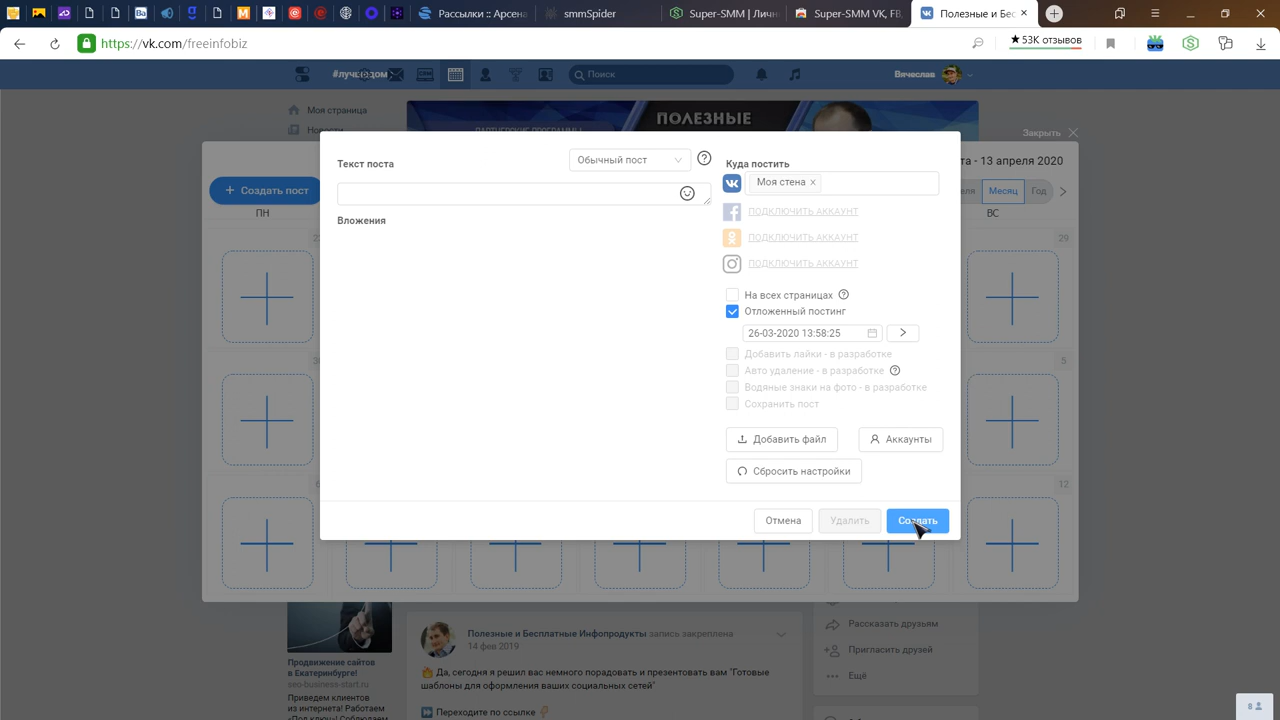 Рассылки :: Арсена
smmSpider
Super-SMM | Личн
Super-SMM VK, FB,
Полезные и Бес
https://vk.com/freeinfobiz
★53К отзывов
Поиск
Вячеслав
Моя страница
ПОЛЕЗНЫЕ
Закрыть
Создать пост
та - 13 апреля 2020
Месяц
Год
ПН
ВС
29
5
12
Текст поста
Обычный пост
Вложения
Куда постить
Моя стена x
ПОДКЛЮЧИТЬ АККАУНТ
ПОДКЛЮЧИТЬ АККАУНТ
ПОДКЛЮЧИТЬ АККАУНТ
На всех страницах
Отложенный постинг
26-03-2020 13:58:25
Добавить лайки - в разработке
Авто удаление - в разработке
Водяные знаки на фото - в разработке
Сохранить пост
Добавить файл
Аккаунты
Сбросить настройки
Отмена
Удалить
Создать
Продвижение сайтов
в Екатеринбурге!
seo-business-start.ru
Приведем клиентов
из интернета! Работаем
Полезные и Бесплатные Инфопродукты запись закреплена
14 фев 2019
Да, сегодня я решил вас немного порадовать и презентовать вам "Готовые
шаблоны для оформления ваших социальных сетей"
Переходите по ссылке
Рассказать друзьям
Пригласить друзей
Ещё
8